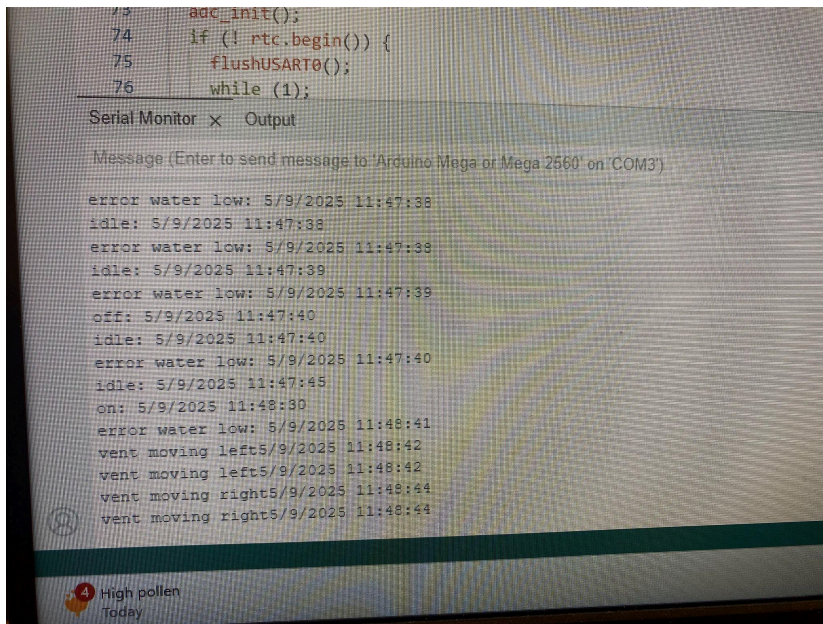 73 adc_init();
74 if (! rtc.begin()) {
75 flushUSART0();
76 while (1);
Serial Monitor × Output
Message (Enter to send message to 'Arduino Mega or Mega 2560' on 'COM3')
error water low: 5/9/2025 11:47:38
idle: 5/9/2025 11:47:38
error water low: 5/9/2025 11:47:38
idle: 5/9/2025 11:47:39
error water low: 5/9/2025 11:47:39
off: 5/9/2025 11:47:40
idle: 5/9/2025 11:47:40
error water low: 5/9/2025 11:47:40
idle: 5/9/2025 11:47:45
on: 5/9/2025 11:48:30
error water low: 5/9/2025 11:48:41
vent moving left5/9/2025 11:48:42
vent moving left5/9/2025 11:48:42
vent moving right5/9/2025 11:48:44
vent moving right5/9/2025 11:48:44
4
High pollen
Today